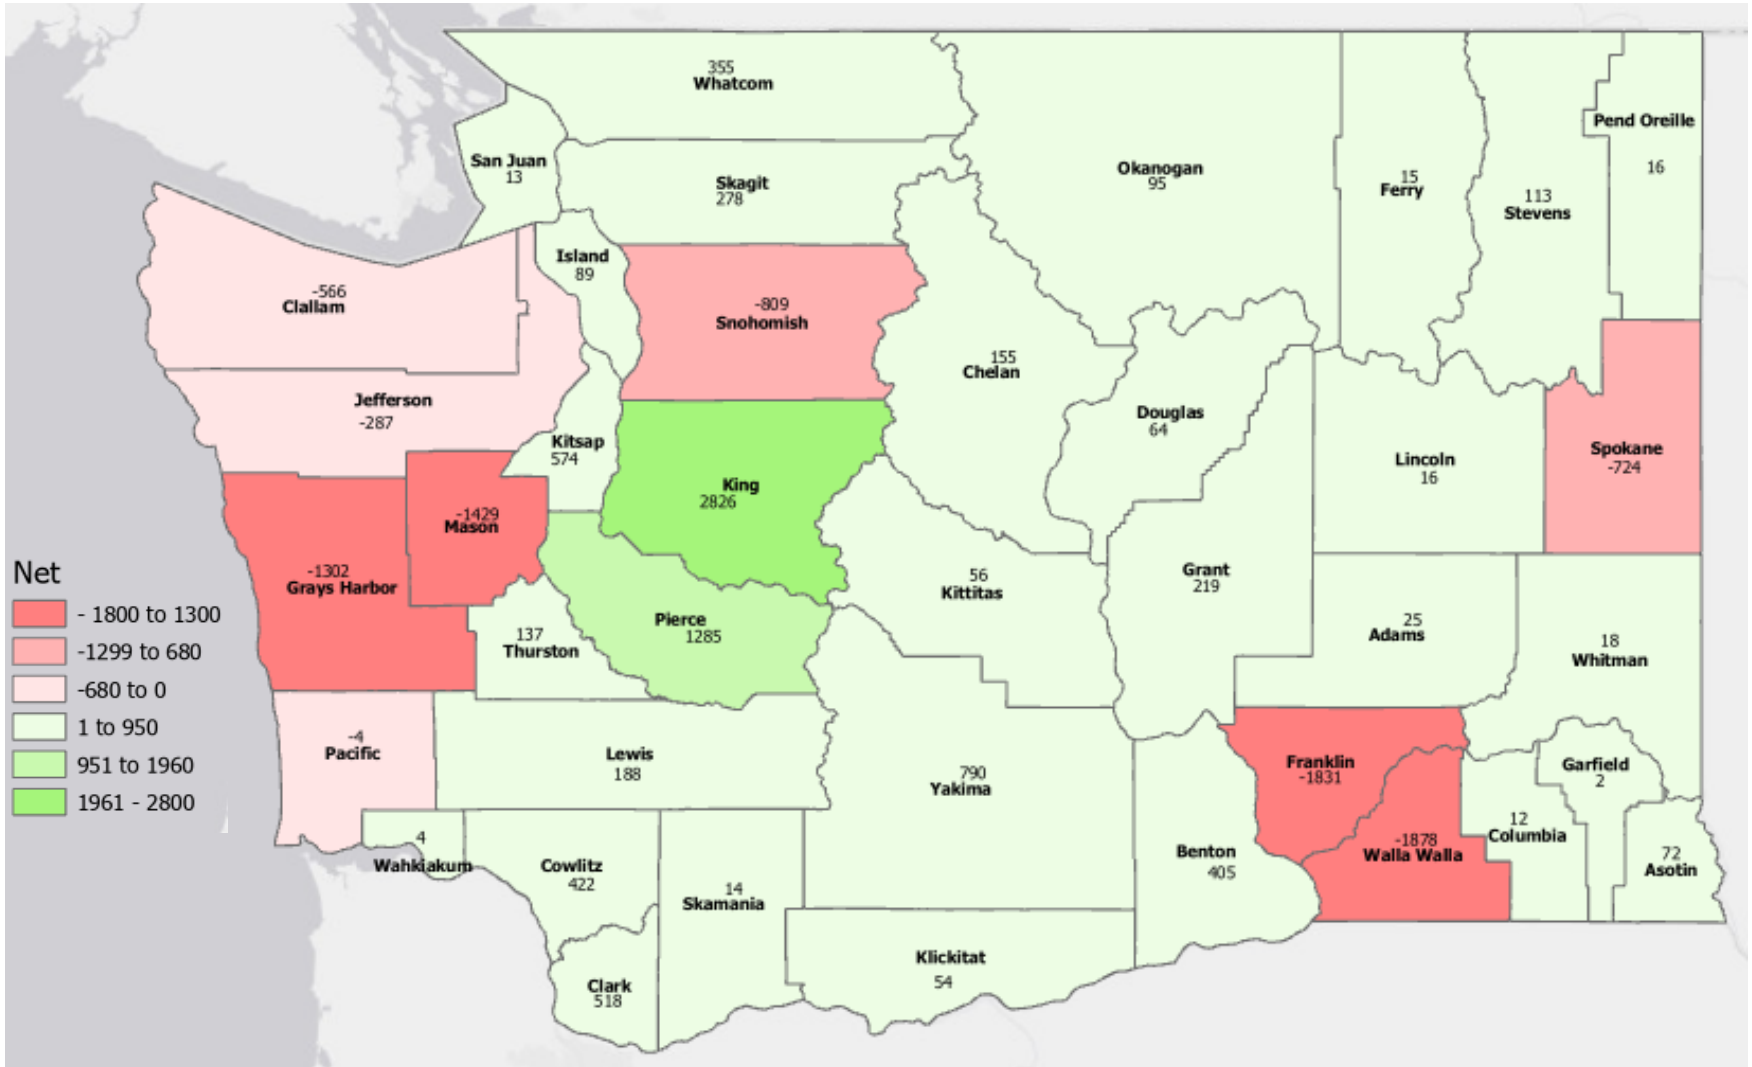 355
Whatcom
San Juan
13
Skagit
278
Okanogan
95
15
Ferry
113
Stevens
Pend Oreille
16
Island
89
-566
Clallam
-809
Snohomish
155
Chelan
Jefferson
-287
Kitsap
574
King
2826
Douglas
64
Lincoln
16
Spokane
-724
-1429
Mason
-1302
Grays Harbor
56
Kittitas
Grant
219
25
Adams
18
Whitman
137
Thurston
Pierce
1285
-4
Pacific
Lewis
188
790
Yakima
Franklin
-1831
Garfield
2
4
Wahkiakum
Cowlitz
422
14
Skamania
Benton
405
-1878
Walla Walla
12
Columbia
72
Asotin
Clark
518
Klickitat
54
Net
- 1800 to 1300
-1299 to 680
-680 to 0
1 to 950
951 to 1960
1961 - 2800